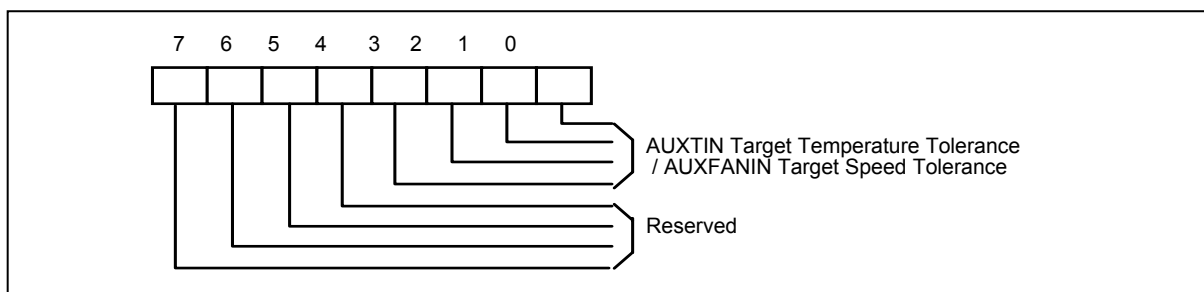 7 6 5 4 3 2 1 0
AUXTIN Target Temperature Tolerance
/ AUXFANIN Target Speed Tolerance
Reserved